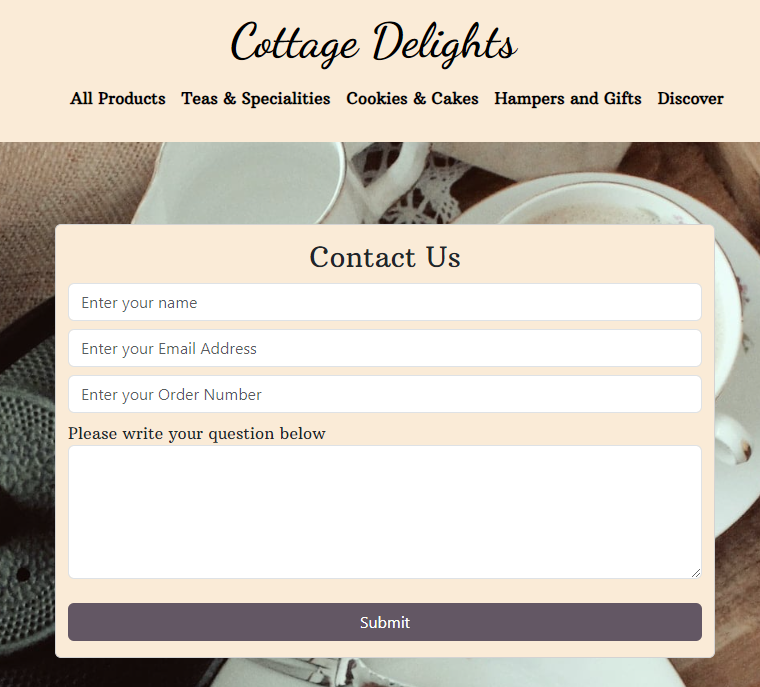 Cottage Delights
All Products Teas & Specialities Cookies & Cakes Hampers and Gifts Discover
Contact Us
Enter your name
Enter your Email Address
Enter your Order Number
Please write your question below
Submit